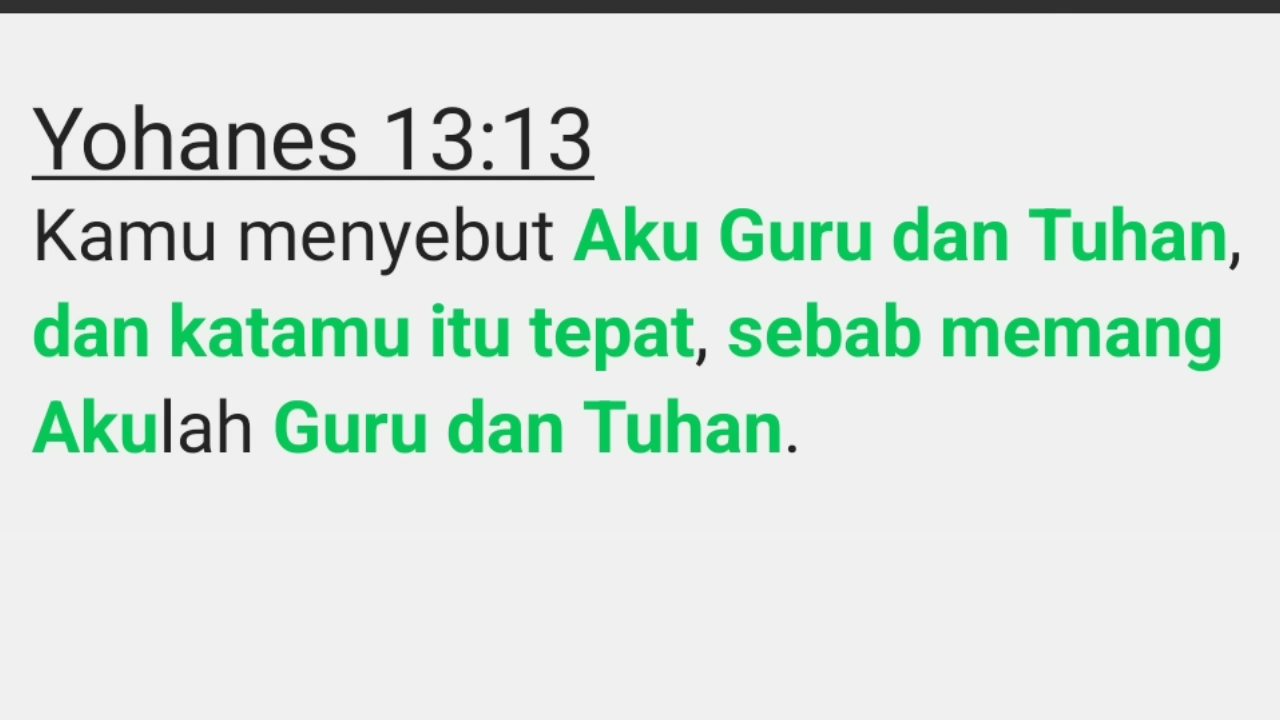 Yohanes 13:13
Kamu menyebut Aku Guru dan Tuhan,
dan katamu itu tepat, sebab memang
Akulah Guru dan Tuhan.